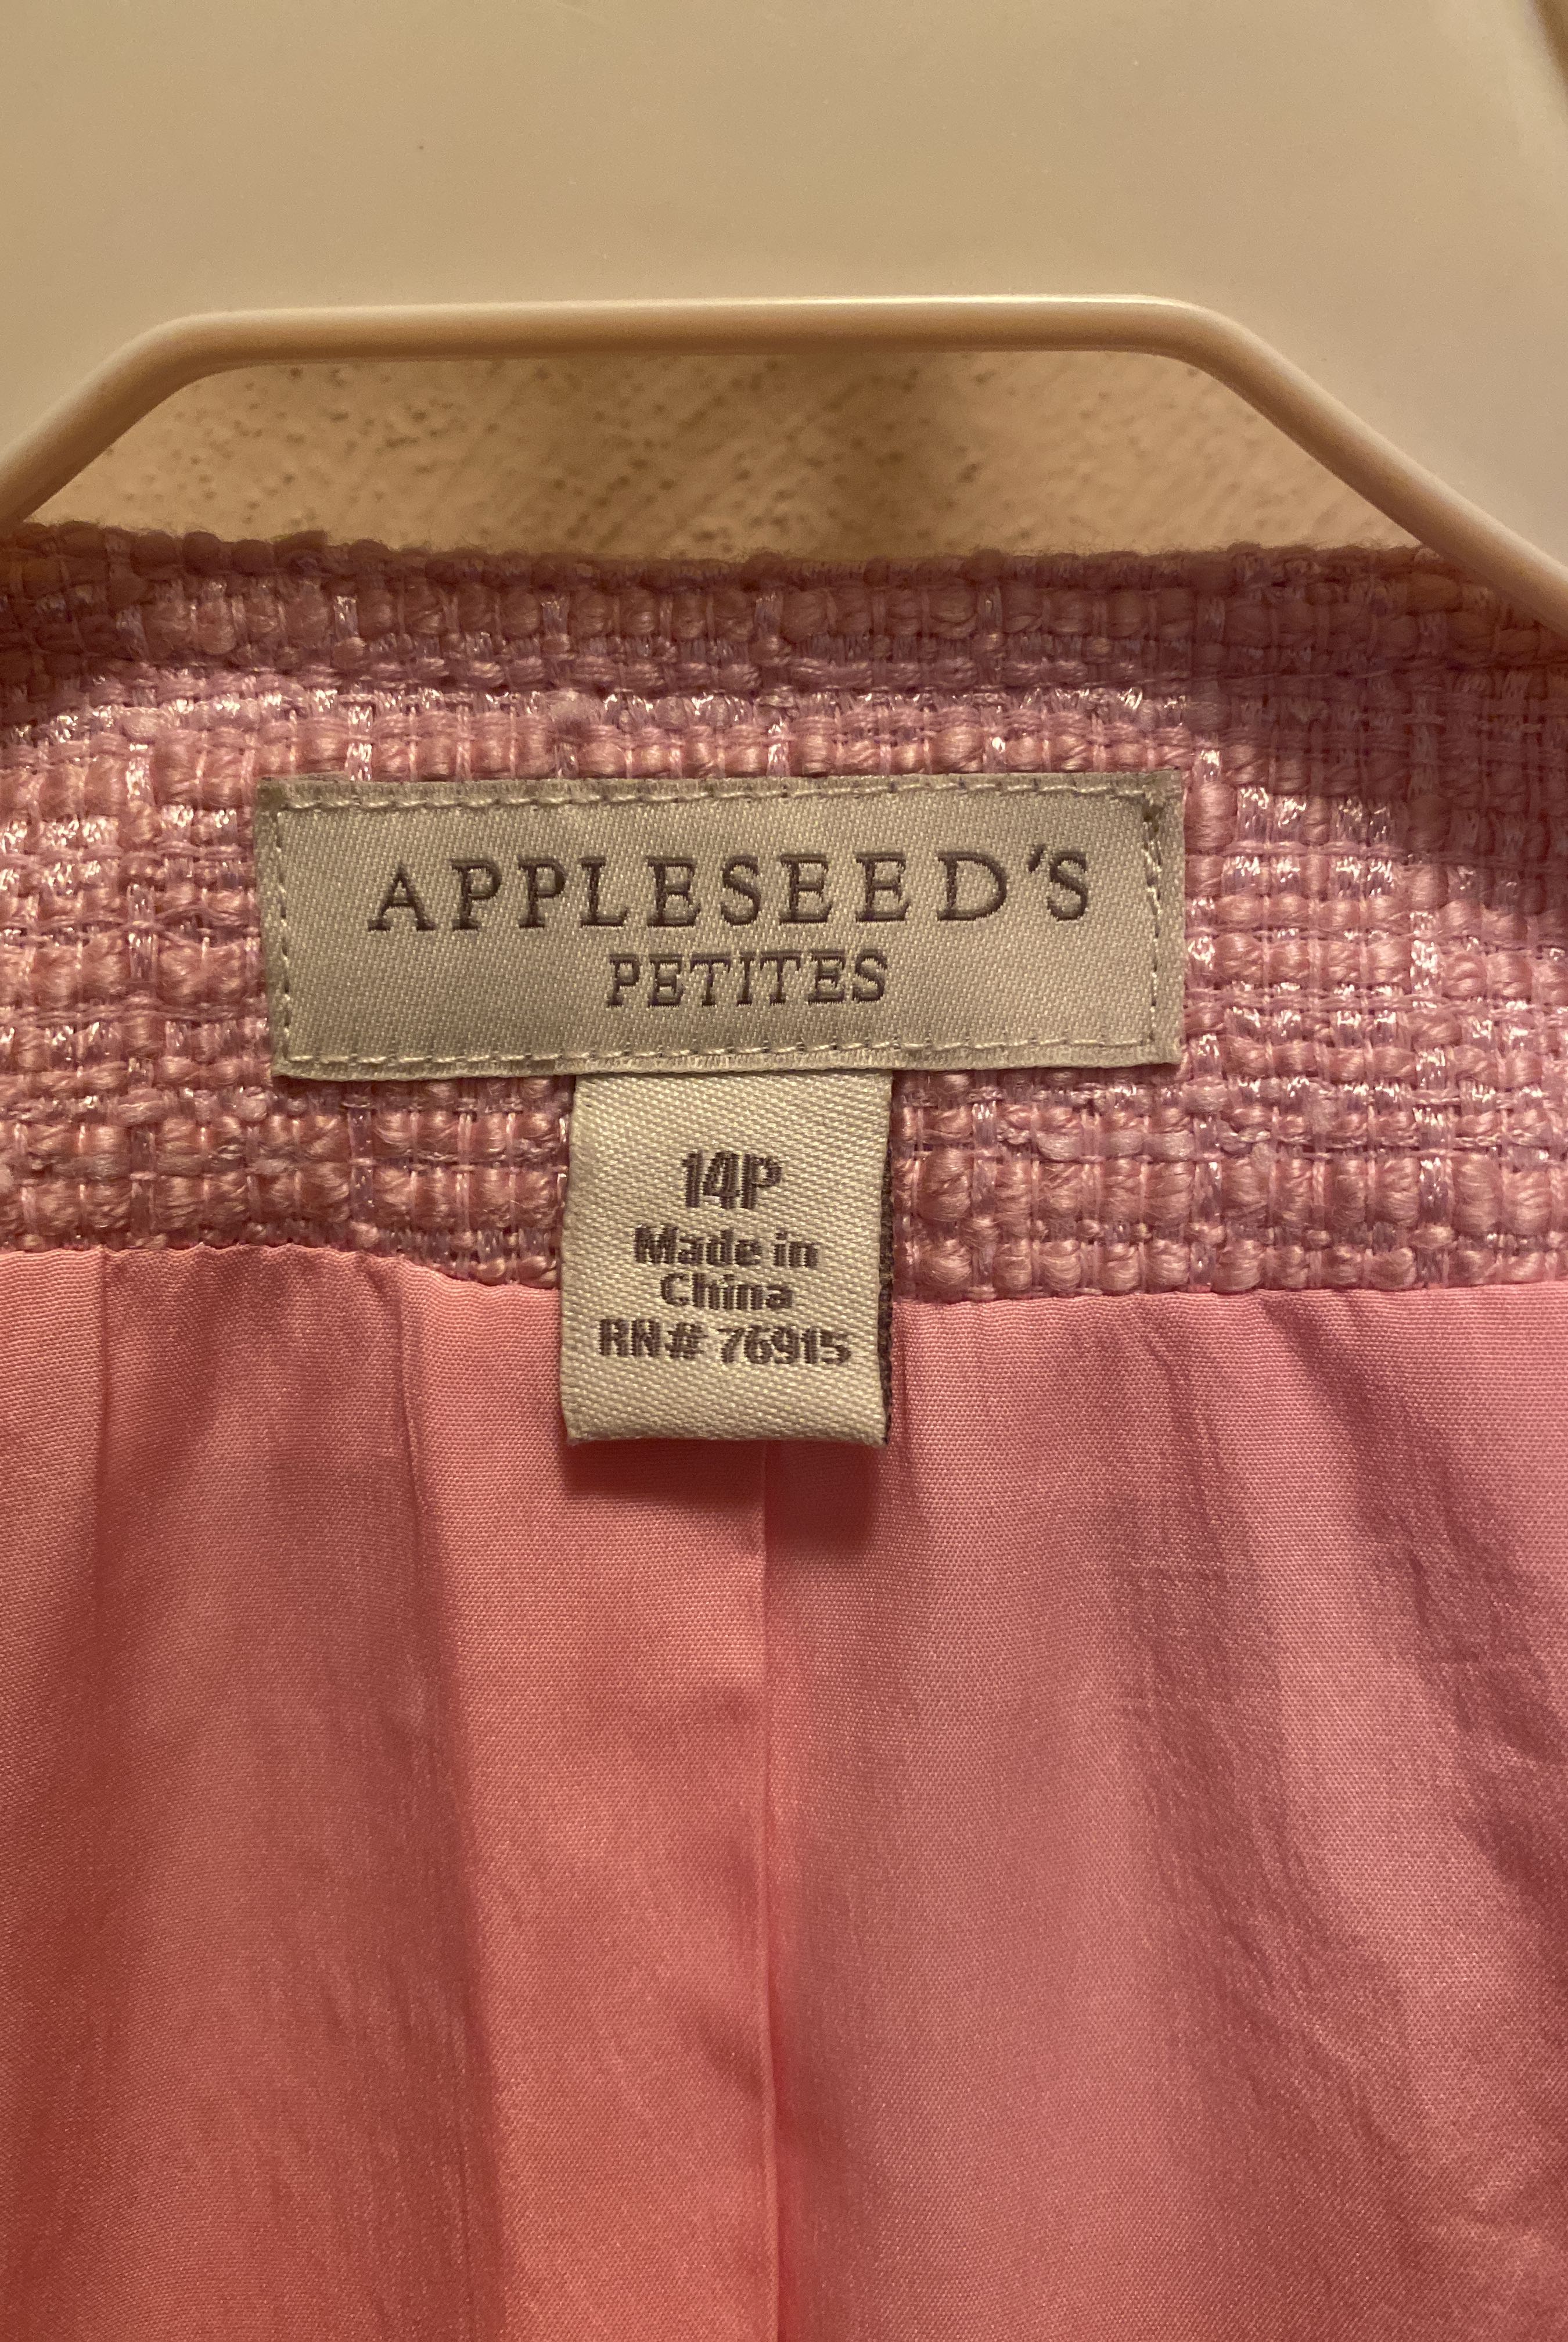 APPLESEED'S
PETITES
14P
Made in
China
RN# 76915